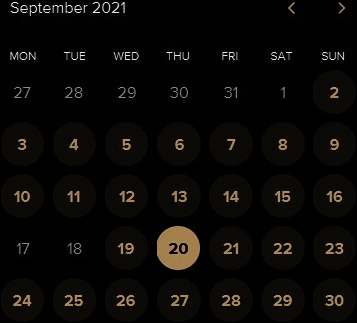 September 2021 < >
MON TUE WED THU FRI SAT SUN
27 28 29 30 31 1 2
3 4 5 6 7 8 9
10 11 12 13 14 15 16
17 18 19 20 21 22 23
24 25 26 27 28 29 30